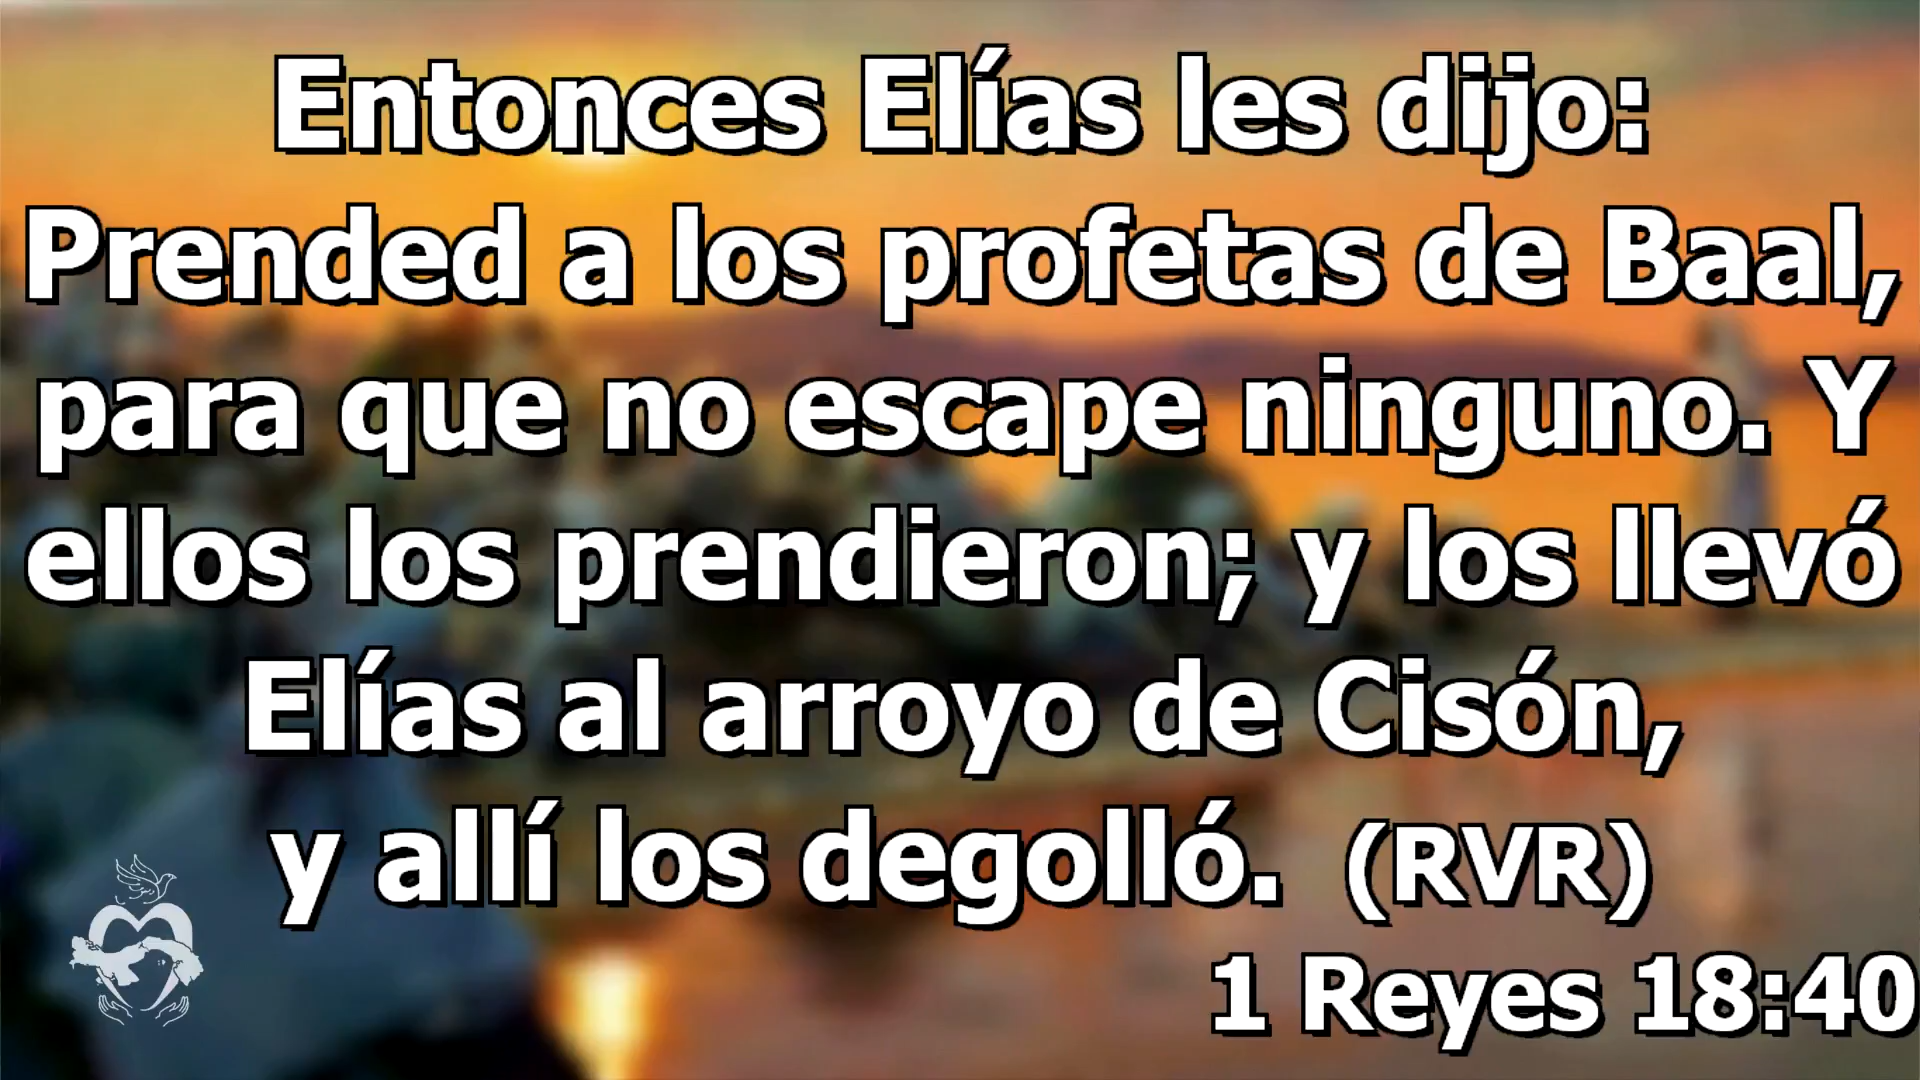 Entonces Elías les dijo:
Prended a los profetas de Baal,
para que no escape ninguno. Y
ellos los prendieron; y los llevó
Elías al arroyo de Cisón,
y allí los degolló. (RVR)
1 Reyes 18:40